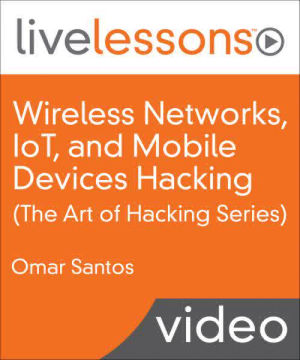 livelessons
Wireless Networks,
IoT, and Mobile
Devices Hacking
(The Art of Hacking Series)
Omar Santos
video